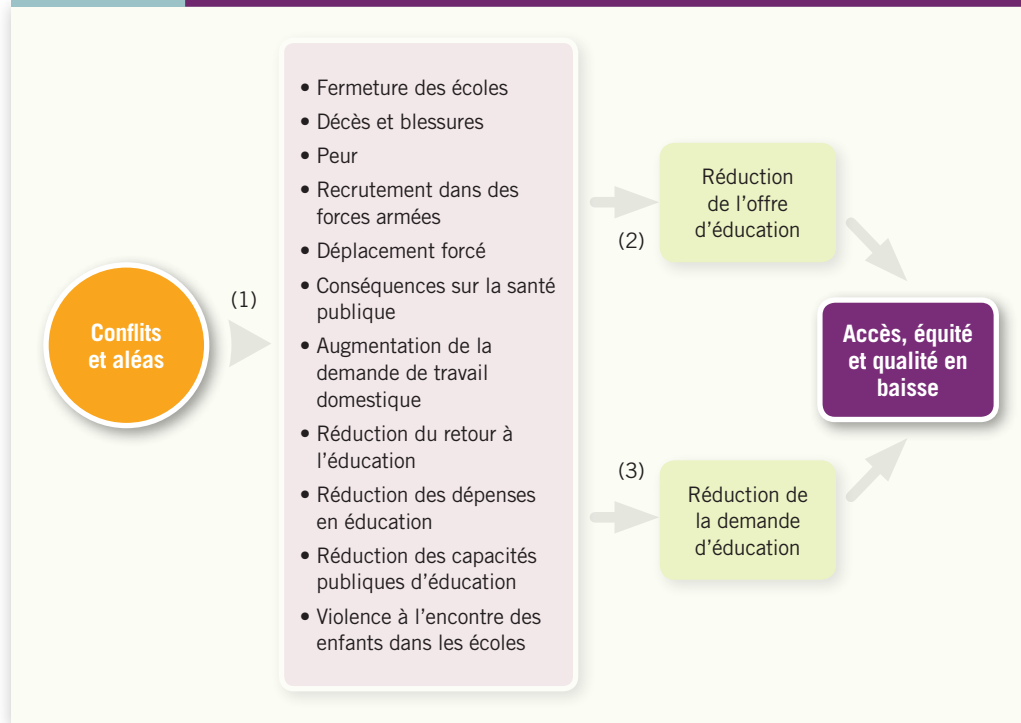 Conflits
et aléas
(1)
• Fermeture des écoles
• Décès et blessures
• Peur
• Recrutement dans des
forces armées
• Déplacement forcé
• Conséquences sur la santé
publique
• Augmentation de la
demande de travail
domestique
• Réduction du retour à
l’éducation
• Réduction des dépenses
en éducation
• Réduction des capacités
publiques d’éducation
• Violence à l’encontre des
enfants dans les écoles
(2)
Réduction
de l’offre
d’éducation
(3)
Réduction de
la demande
d’éducation
Accès, équité
et qualité en
baisse